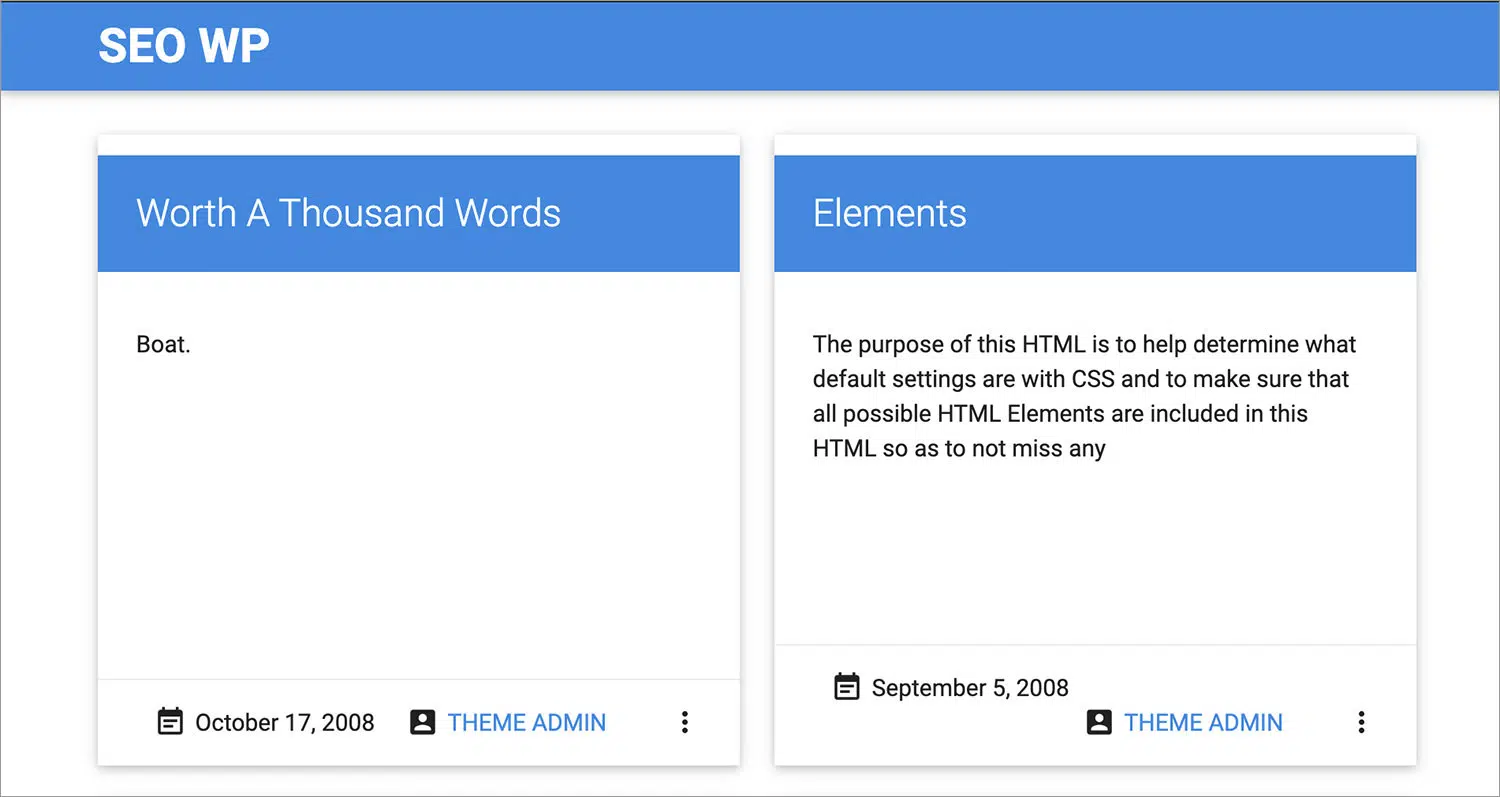 SEO WP
Worth A Thousand Words
Boat.
October 17, 2008 THEME ADMIN
Elements
The purpose of this HTML is to help determine what
default settings are with CSS and to make sure that
all possible HTML Elements are included in this
HTML so as to not miss any
September 5, 2008
THEME ADMIN